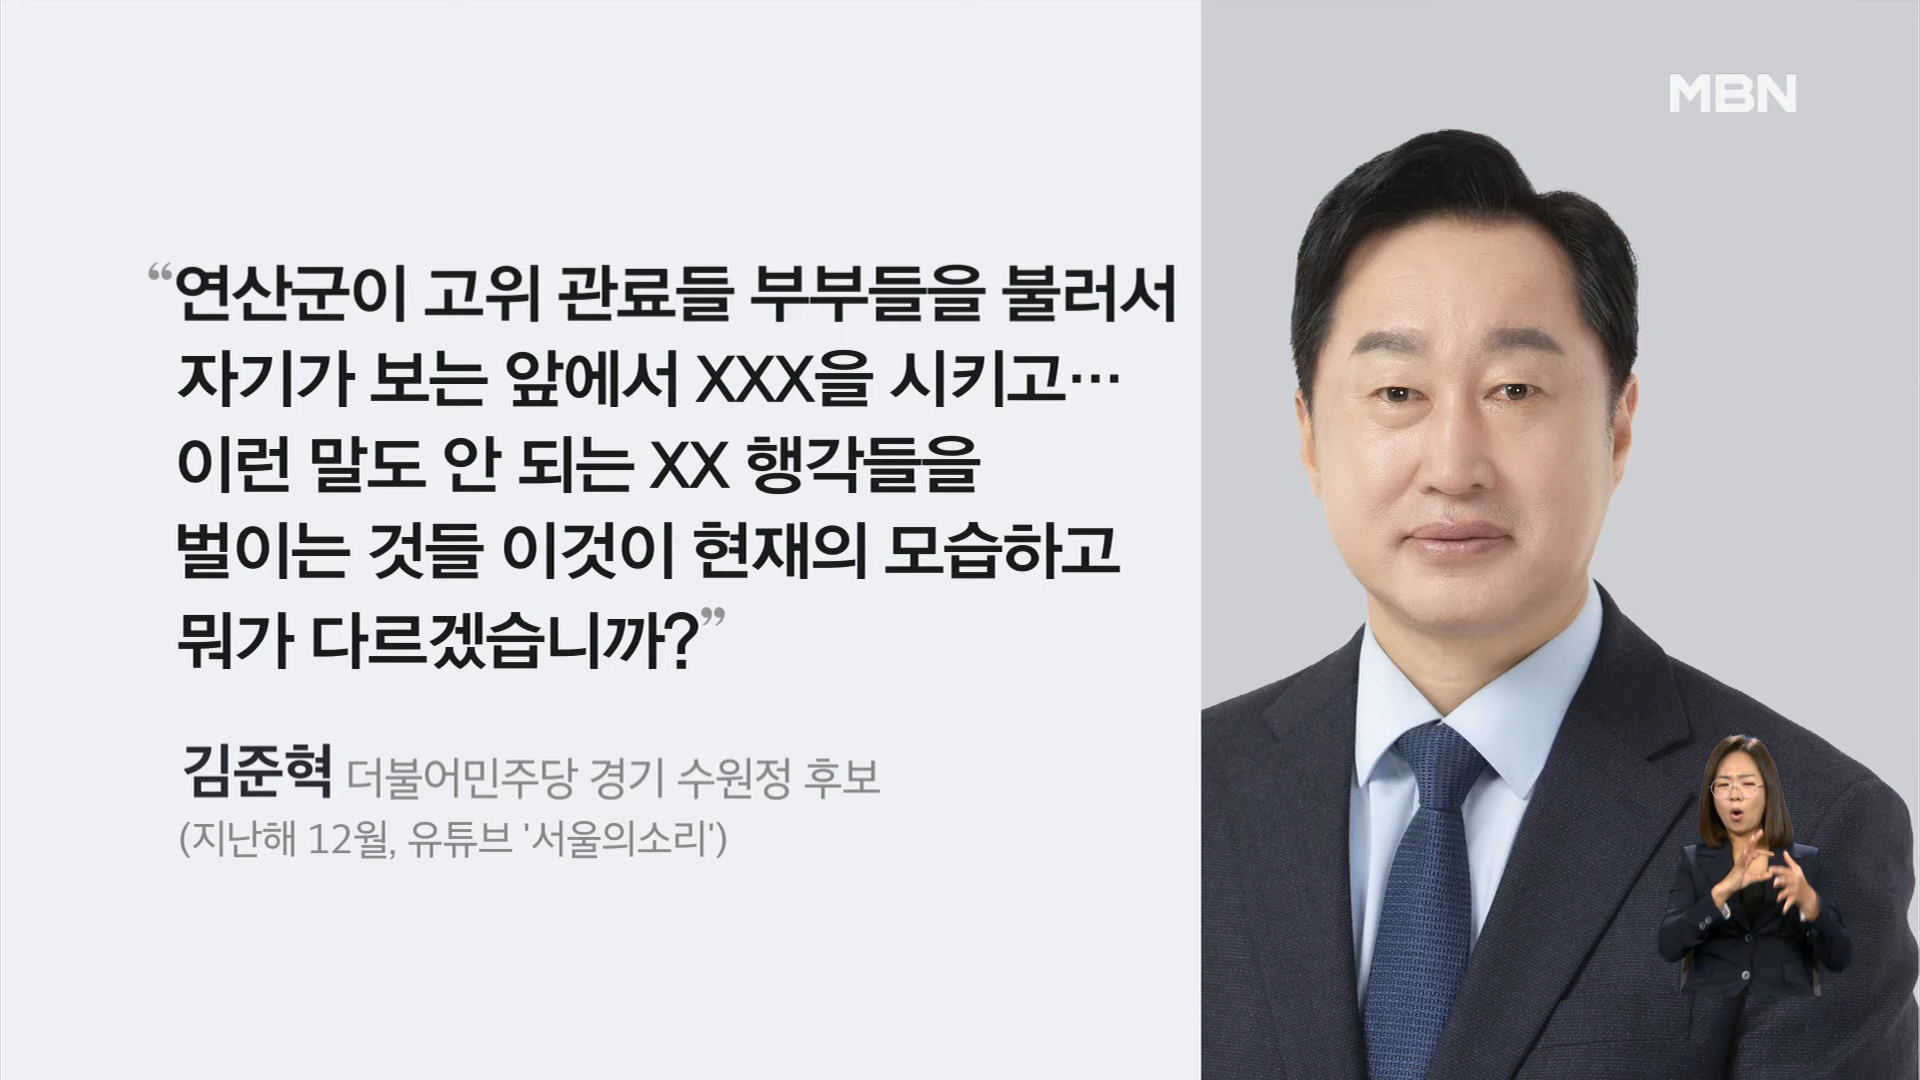 MBN
“연산군이 고위 관료들 부부들을 불러서
자기가 보는 앞에서 XXX을 시키고…
이런 말도 안 되는 XX 행각들을
벌이는 것들 이것이 현재의 모습하고
뭐가 다르겠습니까?”
김준혁 더불어민주당 경기 수원정 후보
(지난해 12월, 유튜브 '서울의소리')